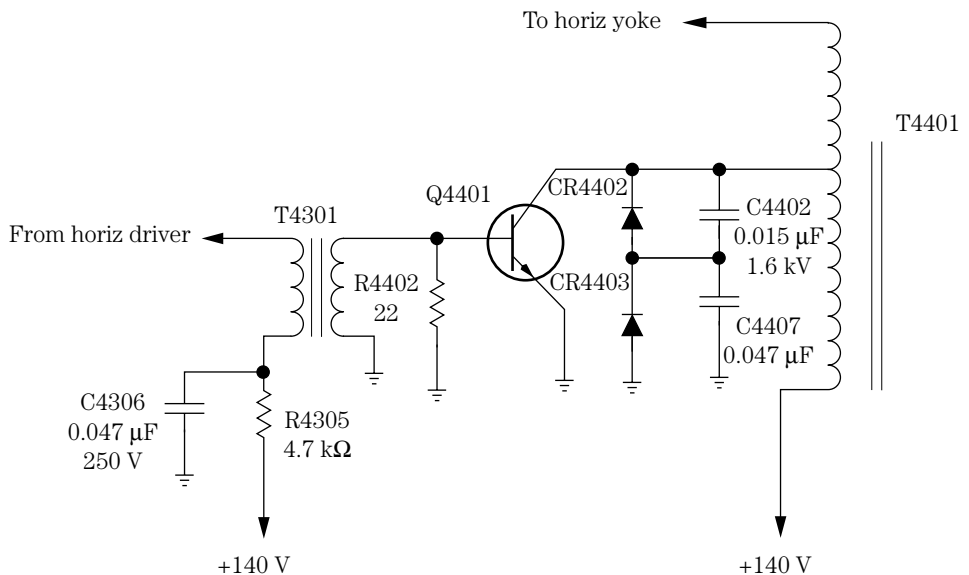 To horiz yoke
T4401
Q4401
CR4402
C4402
0.015 μF
1.6 kV
T4301
From horiz driver
R4402
22
CR4403
C4407
0.047 μF
C4306
0.047 μF
250 V
R4305
4.7 kΩ
+140 V
+140 V